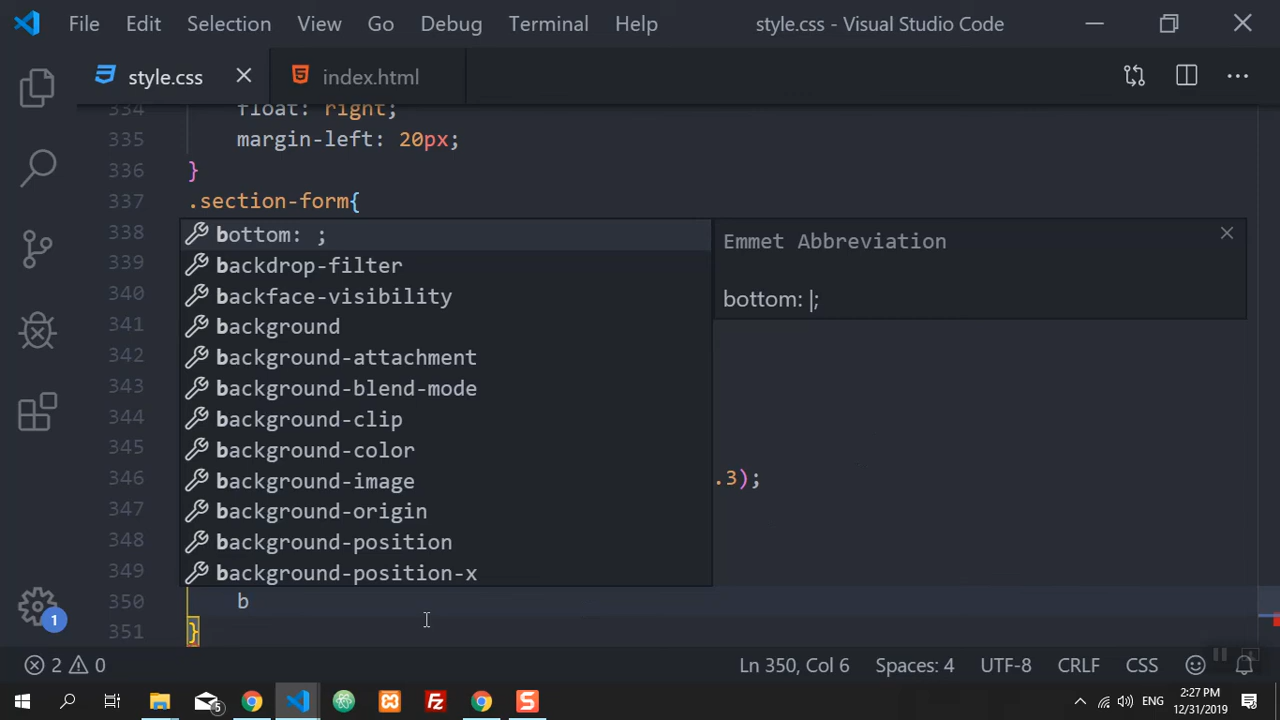 File Edit Selection View Go Debug Terminal Help style.css - Visual Studio Code
style.css index.html
334 float: right;
335 margin-left: 20px;
336 }
337 .section-form{
338 bottom: ; Emmet Abbreviation
339 backdrop-filter
340 backface-visibility bottom: |;
341 background
342 background-attachment
343 background-blend-mode
344 background-clip
345 background-color
346 background-image .3);
347 background-origin
348 background-position
349 background-position-x
350 b
351 }
2 0 Ln 350, Col 6 Spaces: 4 UTF-8 CRLF CSS
1
5 ENG 2:27 PM
12/31/2019